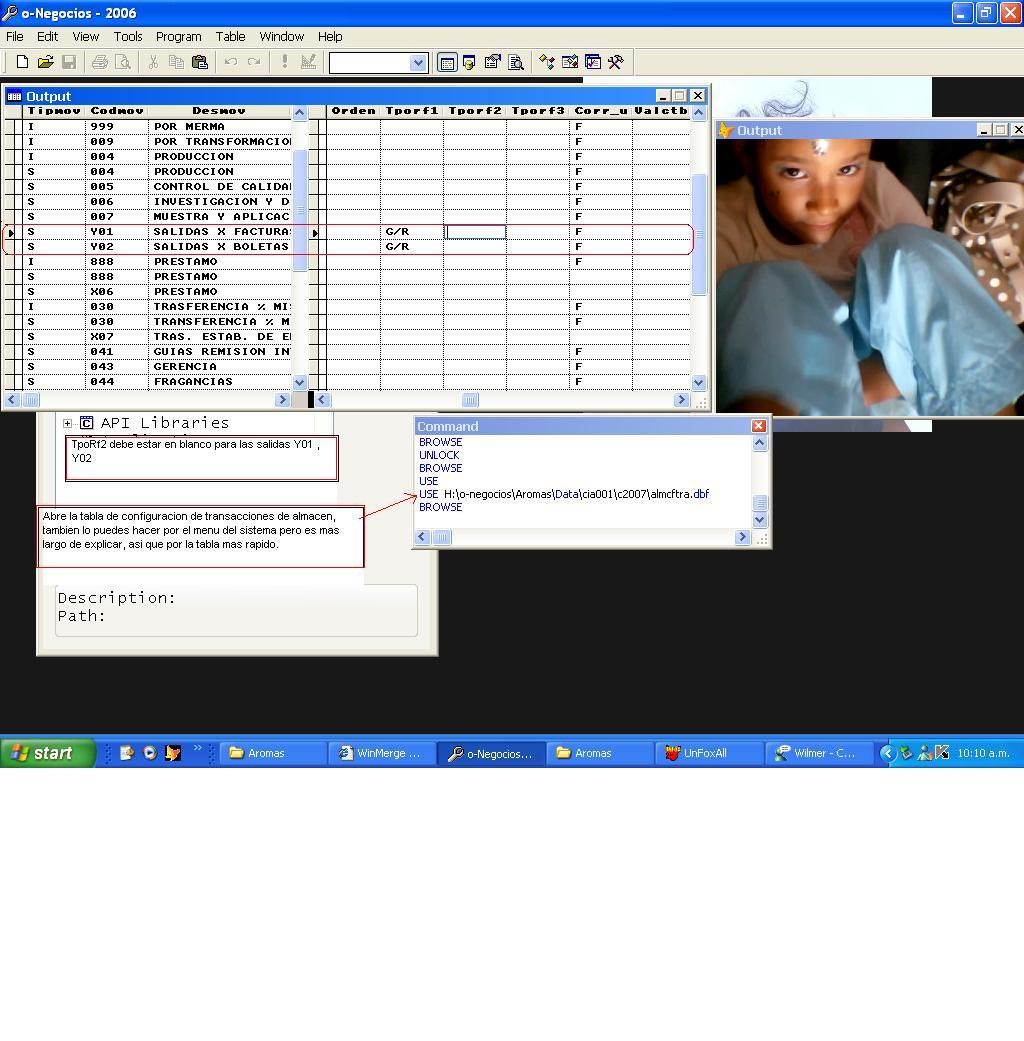 o-Negocios - 2006
File Edit View Tools Program Table Window Help
Output
Tipmov Codmov Desmov Orden Tporf1 Tporf2 Tporf3 Corr_u Valctb
I 999 POR MERMA F
I 009 POR TRANSFORMACIO F
I 004 PRODUCCION F
S 004 PRODUCCION F
S 005 CONTROL DE CALIDA F
S 006 INVESTIGACION Y D F
S 007 MUESTRA Y APLICAC F
S Y01 SALIDAS X FACTURA G/R F
S Y02 SALIDAS X BOLETAS G/R F
I 888 PRESTAMO F
S 888 PRESTAMO
S X06 PRESTAMO
I 030 TRASFERENCIA % MI F
S 030 TRANSFERENCIA % M F
S X07 TRAS. ESTAB. DE E
S 041 GUIAS REMISION IN F
S 043 GERENCIA F
S 044 FRAGANCIAS F
Output
API Libraries
TpoRf2 debe estar en blanco para las salidas Y01 ,
Y02
Abre la tabla de configuracion de transacciones de almacen,
tambien lo puedes hacer por el menu del sistema pero es mas
largo de explicar, asi que por la tabla mas rapido.
Description:
Path:
Command
BROWSE
UNLOCK
BROWSE
USE
USE H:\o-negocios\Aromas\Data\cia001\c2007\almcftra.dbf
BROWSE
start Aromas WinMerge ... o-Negocios... Aromas UnFoxAll Wilmer - C... 10:10 a.m.